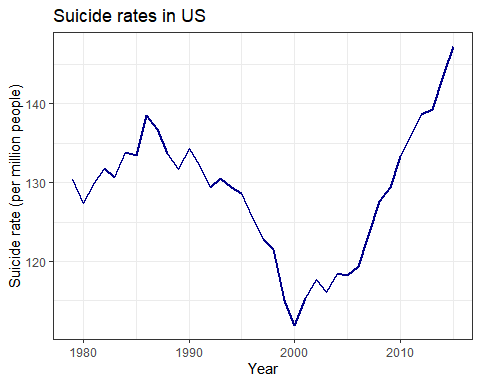 Suicide rates in US
Suicide rate (per million people)
140
130
120
1980 1990 2000 2010
Year